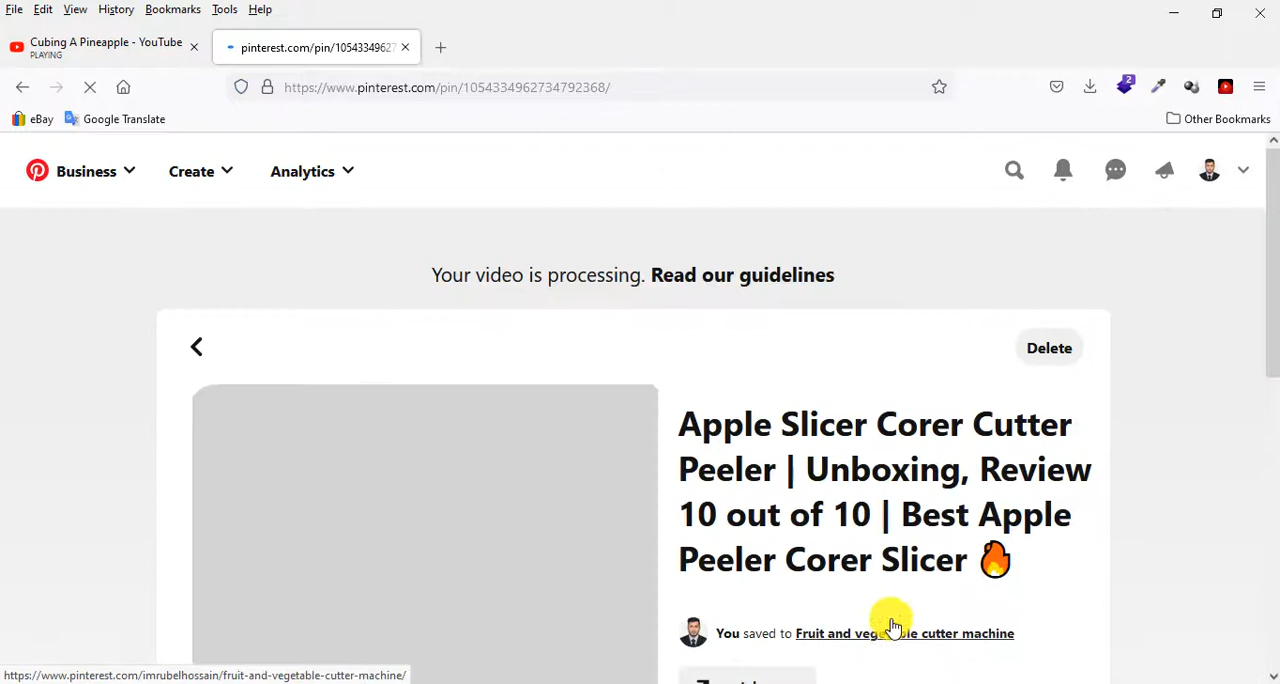 File Edit View History Bookmarks Tools Help
Cubing A Pineapple - YouTube
PLAYING
pinterest.com/pin/10543349627
https://www.pinterest.com/pin/1054334962734792368/
2
eBay Google Translate Other Bookmarks
Business Create Analytics
Your video is processing. Read our guidelines
Delete
Apple Slicer Corer Cutter
Peeler | Unboxing, Review
10 out of 10 | Best Apple
Peeler Corer Slicer 🔥
You saved to Fruit and vegetable cutter machine
https://www.pinterest.com/imrubelhossain/fruit-and-vegetable-cutter-machine/